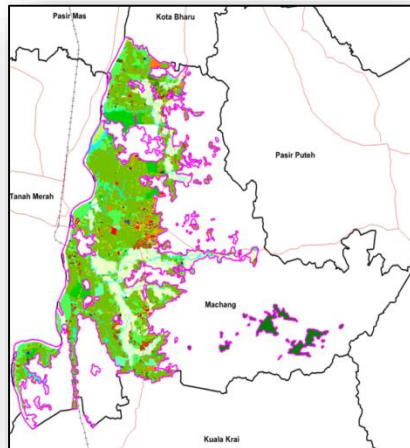 Pasir Mas
Kota Bharu
Pasir Puteh
Tanah Merah
Machang
Kuala Krai